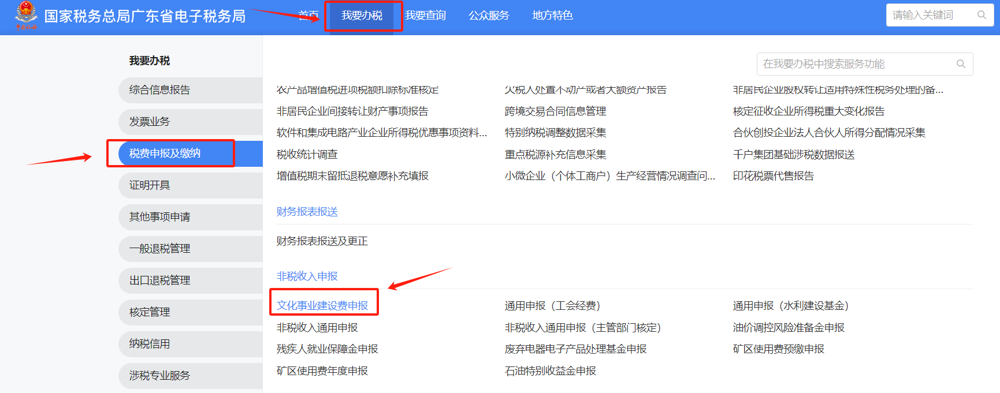 国家税务总局广东省电子税务局
首页
我要办税
我要查询
公众服务
地方特色
请输入关键词
我要办税
在我要办税中搜索服务功能
综合信息报告
发票业务
税费申报及缴纳
证明开具
其他事项申请
一般退税管理
出口退税管理
核定管理
纳税信用
涉税专业服务
农产品增值税进项税额扣除标准核定
欠税人处置不动产或者大额资产报告
非居民企业股权转让适用特殊性税务处理的备...
非居民企业间接转让财产事项报告
跨境交易合同信息管理
核定征收企业所得税重大变化报告
软件和集成电路产业企业所得税优惠事项资料...
特别纳税调整数据采集
合伙创投企业法人合伙人所得分配情况采集
税收统计调查
重点税源补充信息采集
千户集团基础涉税数据报送
增值税期末留抵退税意愿补充填报
小微企业（个体工商户）生产经营情况调查问...
印花税票代售报告
财务报表报送
财务报表报送及更正
非税收入申报
文化事业建设费申报
通用申报（工会经费）
通用申报（水利建设基金）
非税收入通用申报
非税收入通用申报（主管部门核定）
油价调控风险准备金申报
残疾人就业保障金申报
废弃电器电子产品处理基金申报
矿区使用费预缴申报
矿区使用费年度申报
石油特别收益金申报